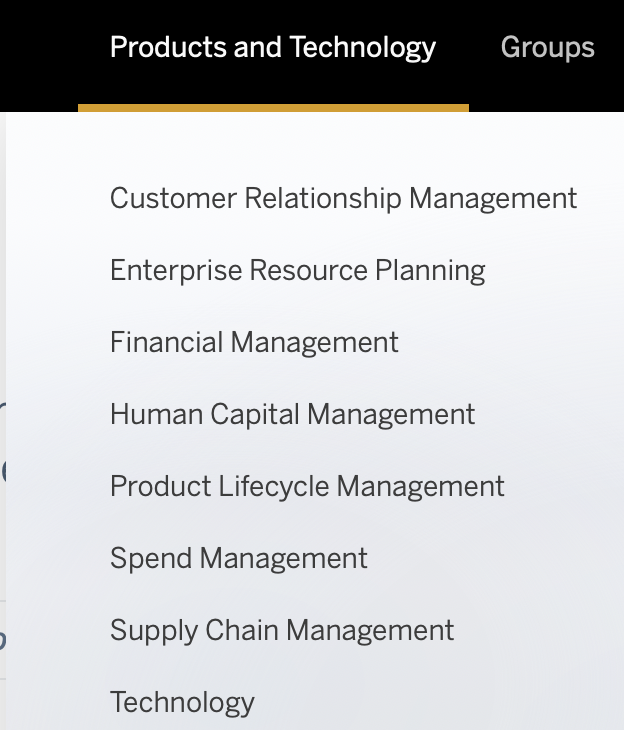 Products and Technology Groups
Customer Relationship Management
Enterprise Resource Planning
Financial Management
Human Capital Management
Product Lifecycle Management
Spend Management
Supply Chain Management
Technology